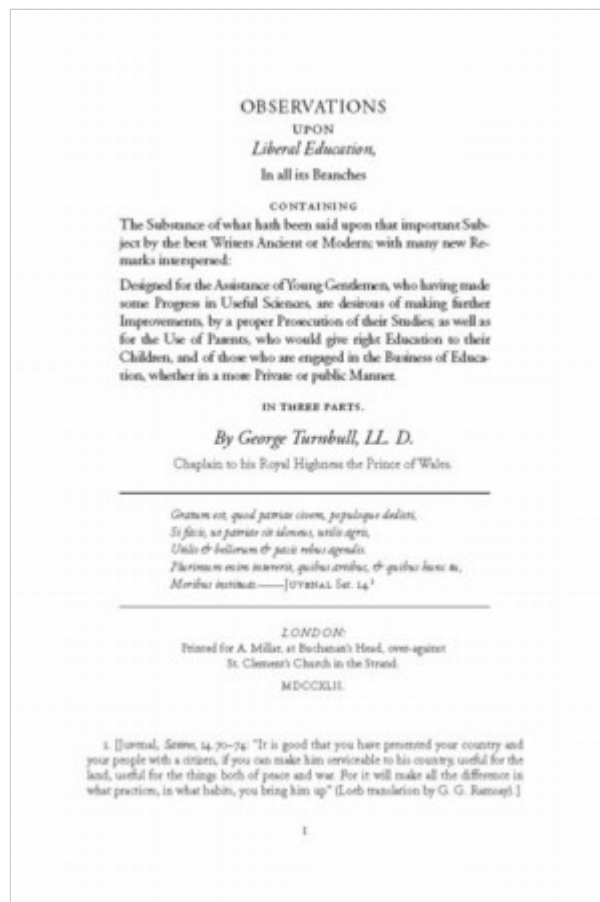 OBSERVATIONS
UPON
Liberal Education,
In all its Branches
CONTAINING
The Substance of what hath been said upon that important Sub-
ject by the best Writers Ancient or Modern; with many new Re-
marks interspersed:
Designed for the Assistance of Young Gentlemen, who having made
some Progress in Useful Sciences, are desirous of making further
Improvements, by a proper Prosecution of their Studies; as well as
for the Use of Parents, who would give right Education to their
Children, and of those who are engaged in the Business of Educa-
tion, whether in a more Private or public Manner.
IN THREE PARTS.
By George Turnbull, LL. D.
Chaplain to his Royal Highness the Prince of Wales.
Gratum est, quod patriae civem, populoque dedisti,
Si facis, ut patriae sit idoneus, utilis agris,
Utilis & bellorum & pacis rebus agendis.
Plurimum enim intererit, quibus artibus, & quibus hunc tu,
Moribus instituas——JUVENAL Sat. 14.1
LONDON:
Printed for A. Millar, at Buchanan's Head, over-against
St. Clement's Church in the Strand.
MDCCXLII.
1. [Juvenal, Satires, 14.70–74: "It is good that you have presented your country and
your people with a citizen, if you can make him serviceable to his country, useful for the
land, useful for the things both of peace and war. For it will make all the difference in
what practices, in what habits, you bring him up" (Loeb translation by G. G. Ramsay).]
1